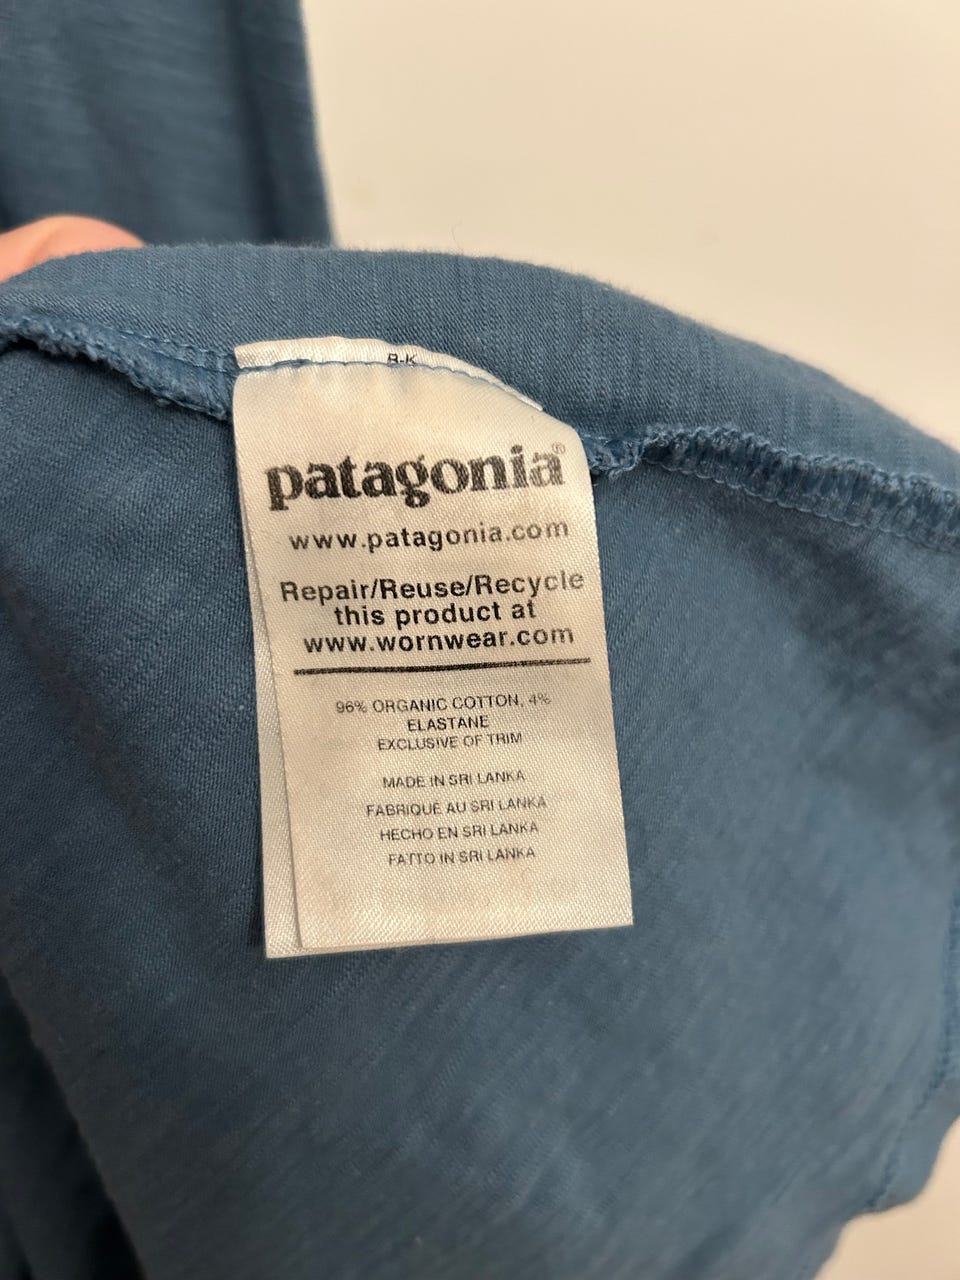 B-K
patagonia®
www.patagonia.com
Repair/Reuse/Recycle
this product at
www.wornwear.com
96% ORGANIC COTTON, 4%
ELASTANE
EXCLUSIVE OF TRIM
MADE IN SRI LANKA
FABRIQUÉ AU SRI LANKA
HECHO EN SRI LANKA
FATTO IN SRI LANKA